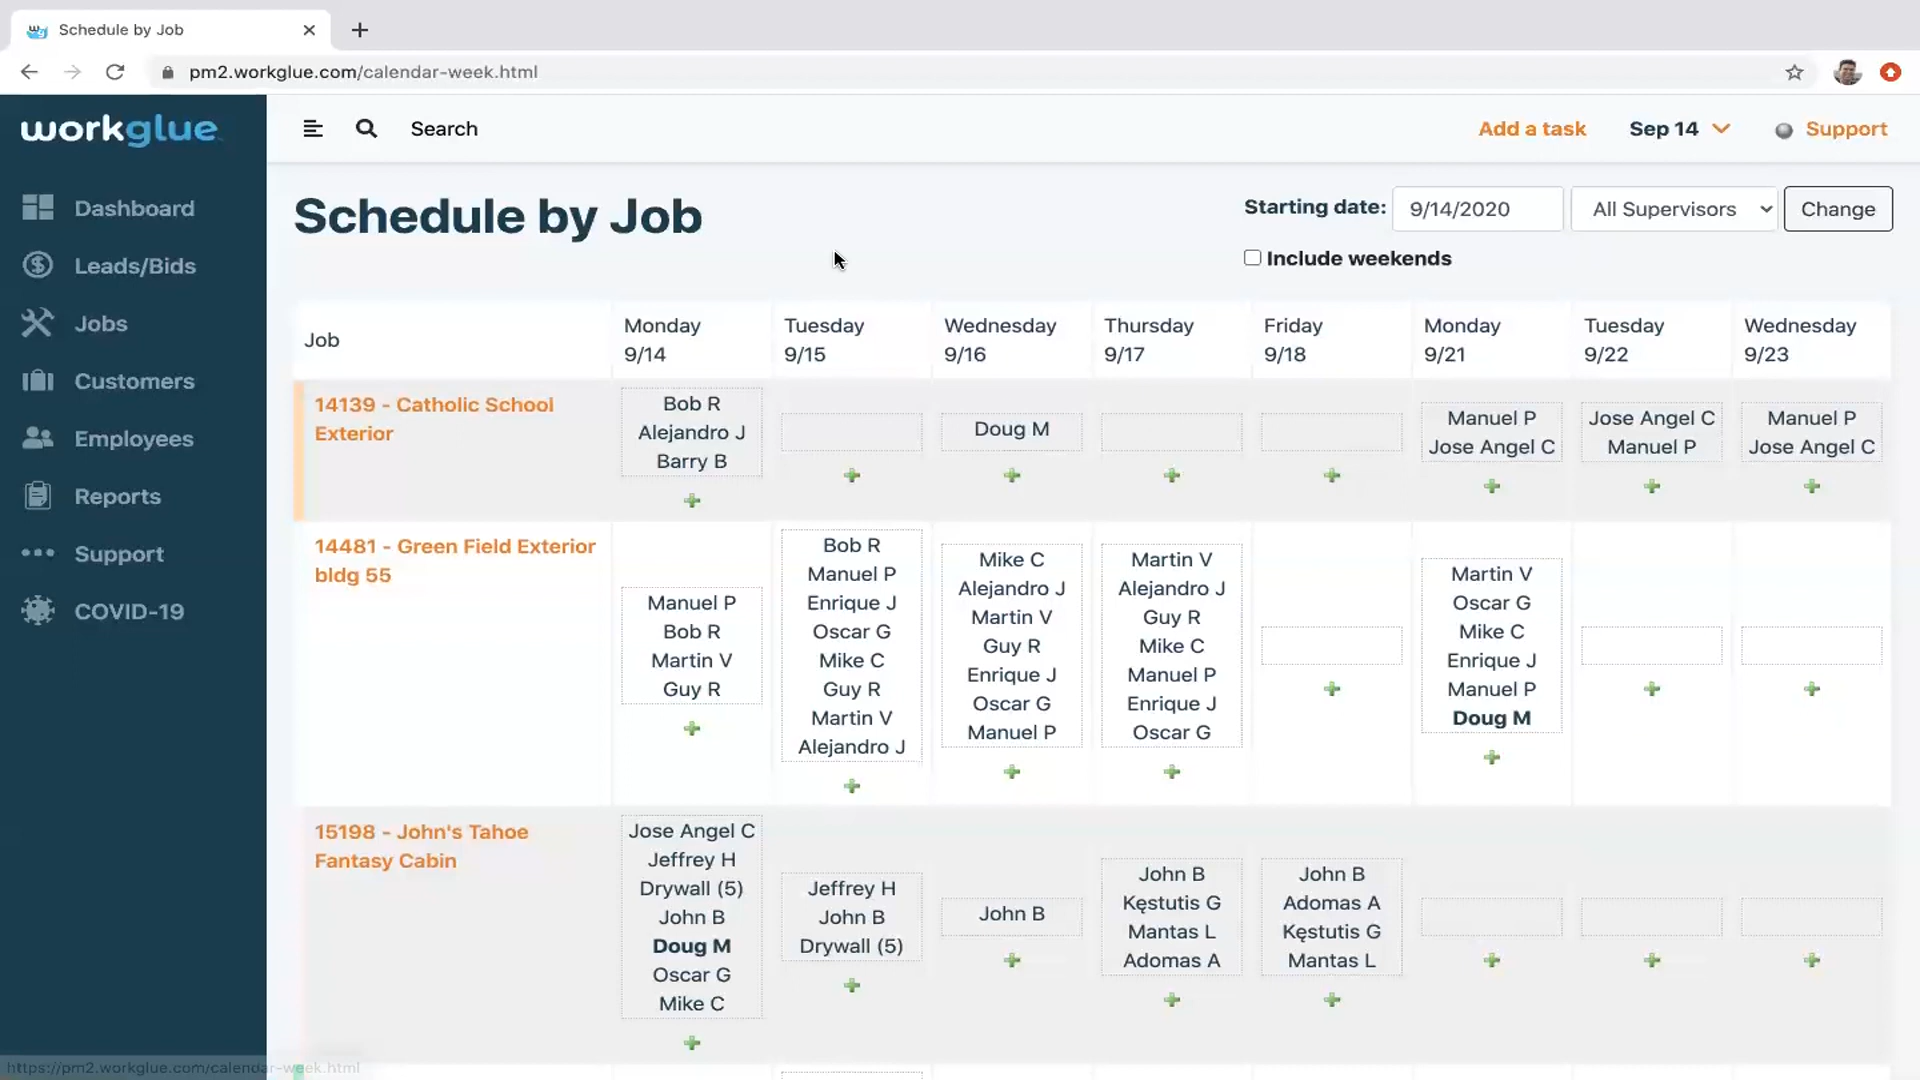 Schedule by Job
pm2.workglue.com/calendar-week.html
workglue
Search
Add a task
Sep 14
Support
Dashboard
Leads/Bids
Jobs
Customers
Employees
Reports
Support
COVID-19
Schedule by Job
Starting date:
9/14/2020
All Supervisors
Change
Include weekends
Job
Monday
9/14
Tuesday
9/15
Wednesday
9/16
Thursday
9/17
Friday
9/18
Monday
9/21
Tuesday
9/22
Wednesday
9/23
14139 - Catholic School
Exterior
Bob R
Alejandro J
Barry B
Doug M
Manuel P
Jose Angel C
Jose Angel C
Manuel P
Manuel P
Jose Angel C
14481 - Green Field Exterior
bldg 55
Manuel P
Bob R
Martin V
Guy R
Bob R
Manuel P
Enrique J
Oscar G
Mike C
Guy R
Martin V
Alejandro J
Mike C
Alejandro J
Martin V
Guy R
Enrique J
Oscar G
Manuel P
Martin V
Alejandro J
Guy R
Mike C
Manuel P
Enrique J
Oscar G
Martin V
Oscar G
Mike C
Enrique J
Manuel P
Doug M
15198 - John's Tahoe
Fantasy Cabin
Jose Angel C
Jeffrey H
Drywall (5)
John B
Doug M
Oscar G
Mike C
Jeffrey H
John B
Drywall (5)
John B
John B
Kęstutis G
Mantas L
Adomas A
John B
Adomas A
Kęstutis G
Mantas L
https://pm2.workglue.com/calendar-week.html